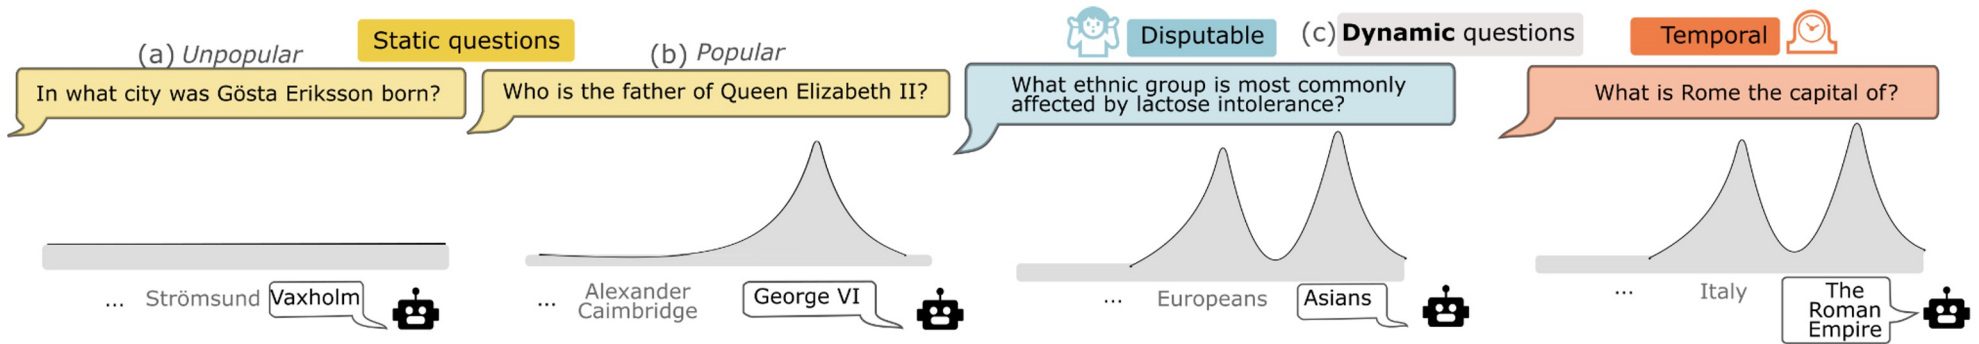 Static questions
(a) Unpopular
In what city was Gösta Eriksson born?
... Strömsund Vaxholm
(b) Popular
Who is the father of Queen Elizabeth II?
... Alexander
Caimbridge
George VI
Disputable
(c) Dynamic questions
Temporal
What ethnic group is most commonly
affected by lactose intolerance?
... Europeans Asians
What is Rome the capital of?
... Italy
The
Roman
Empire